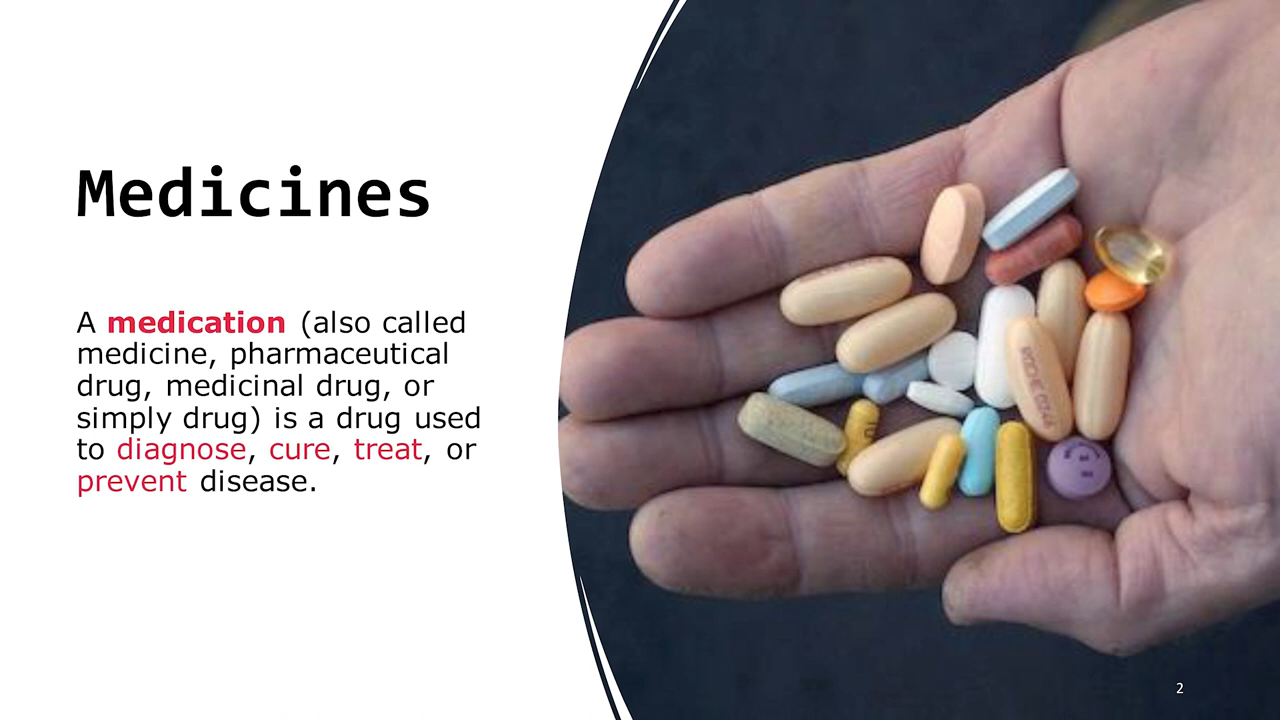 Medicines
A medication (also called
medicine, pharmaceutical
drug, medicinal drug, or
simply drug) is a drug used
to diagnose, cure, treat, or
prevent disease.
2